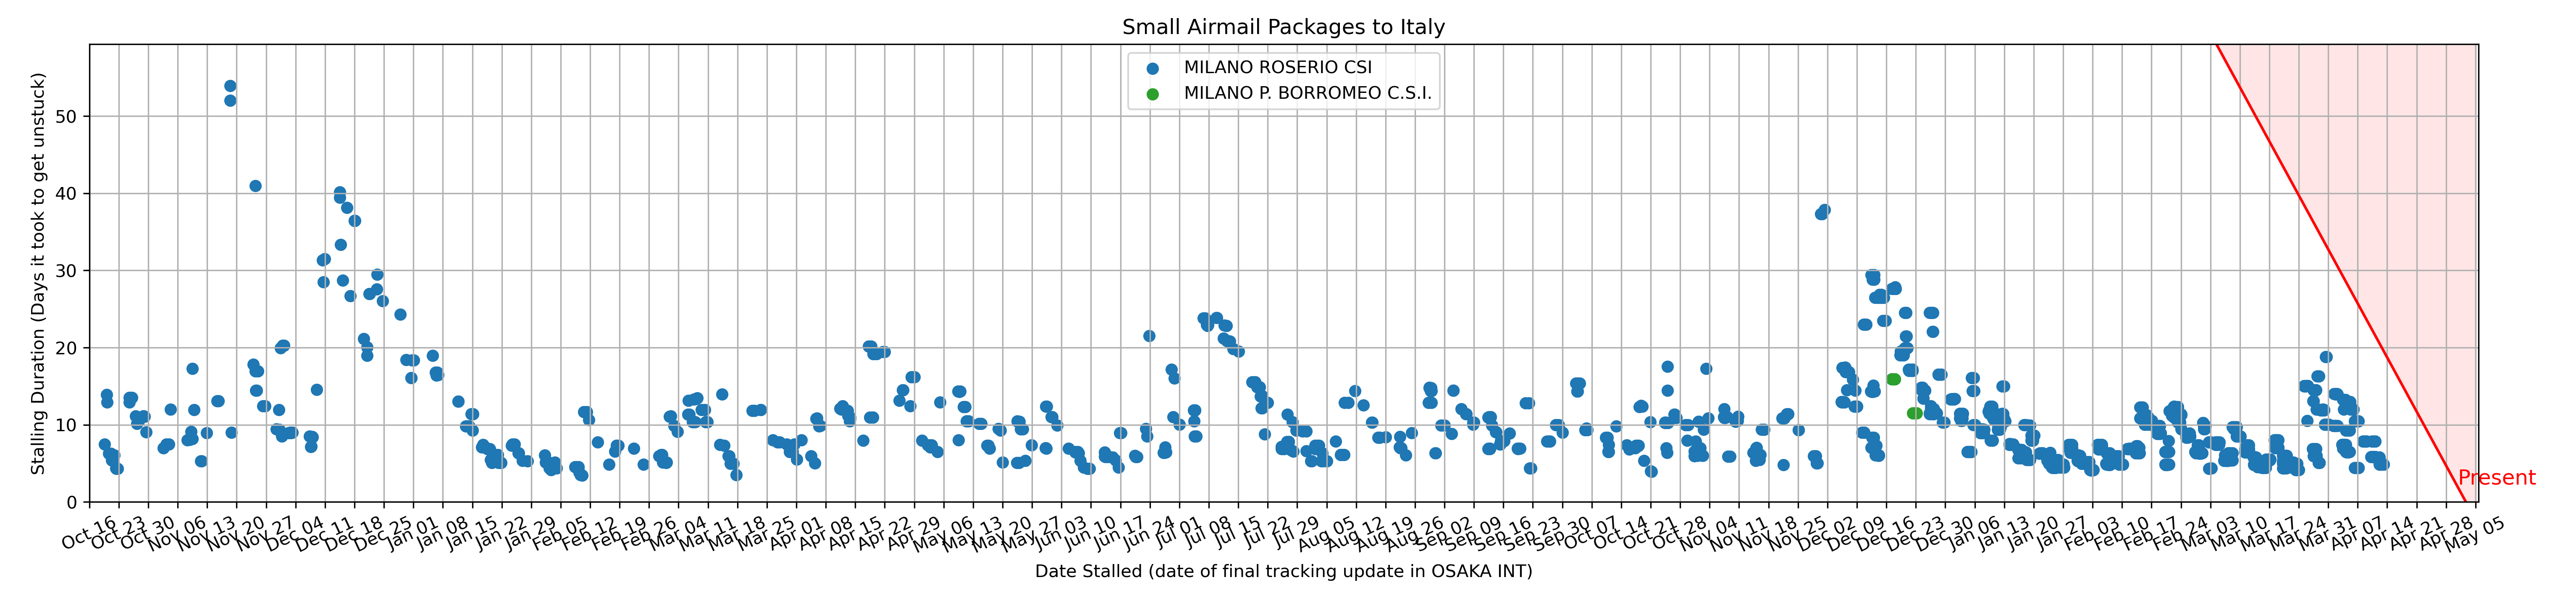 Small Airmail Packages to Italy
MILANO ROSERIO CSI
MILANO P. BORROMEO C.S.I.
Stalling Duration (Days it took to get unstuck)
50
40
30
20
10
0
Present
Oct 16
Oct 23
Oct 30
Nov 06
Nov 13
Nov 20
Nov 27
Dec 04
Dec 11
Dec 18
Dec 25
Jan 01
Jan 08
Jan 15
Jan 22
Jan 29
Feb 05
Feb 12
Feb 19
Feb 26
Mar 04
Mar 11
Mar 18
Mar 25
Apr 01
Apr 08
Apr 15
Apr 22
Apr 29
May 06
May 13
May 20
May 27
Jun 03
Jun 10
Jun 17
Jun 24
Jul 01
Jul 08
Jul 15
Jul 22
Jul 29
Aug 05
Aug 12
Aug 19
Aug 26
Sep 02
Sep 09
Sep 16
Sep 23
Sep 30
Oct 07
Oct 14
Oct 21
Oct 28
Nov 04
Nov 11
Nov 18
Nov 25
Dec 02
Dec 09
Dec 16
Dec 23
Dec 30
Jan 06
Jan 13
Jan 20
Jan 27
Feb 03
Feb 10
Feb 17
Feb 24
Mar 03
Mar 10
Mar 17
Mar 24
Mar 31
Apr 07
Apr 14
Apr 21
Apr 28
May 05
Date Stalled (date of final tracking update in OSAKA INT)